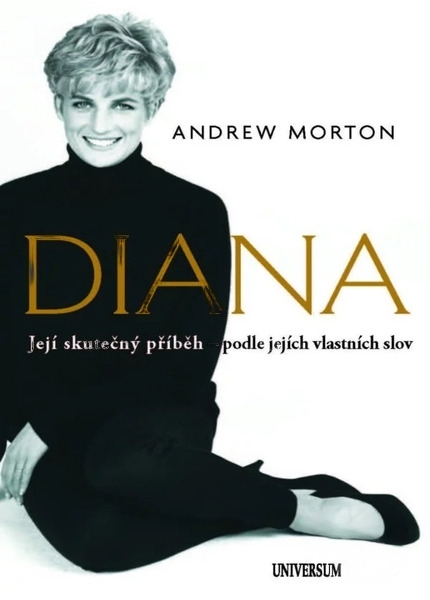 ANDREW MORTON
DIANA
Její skutečný příběh – podle jejích vlastních slov
UNIVERSUM